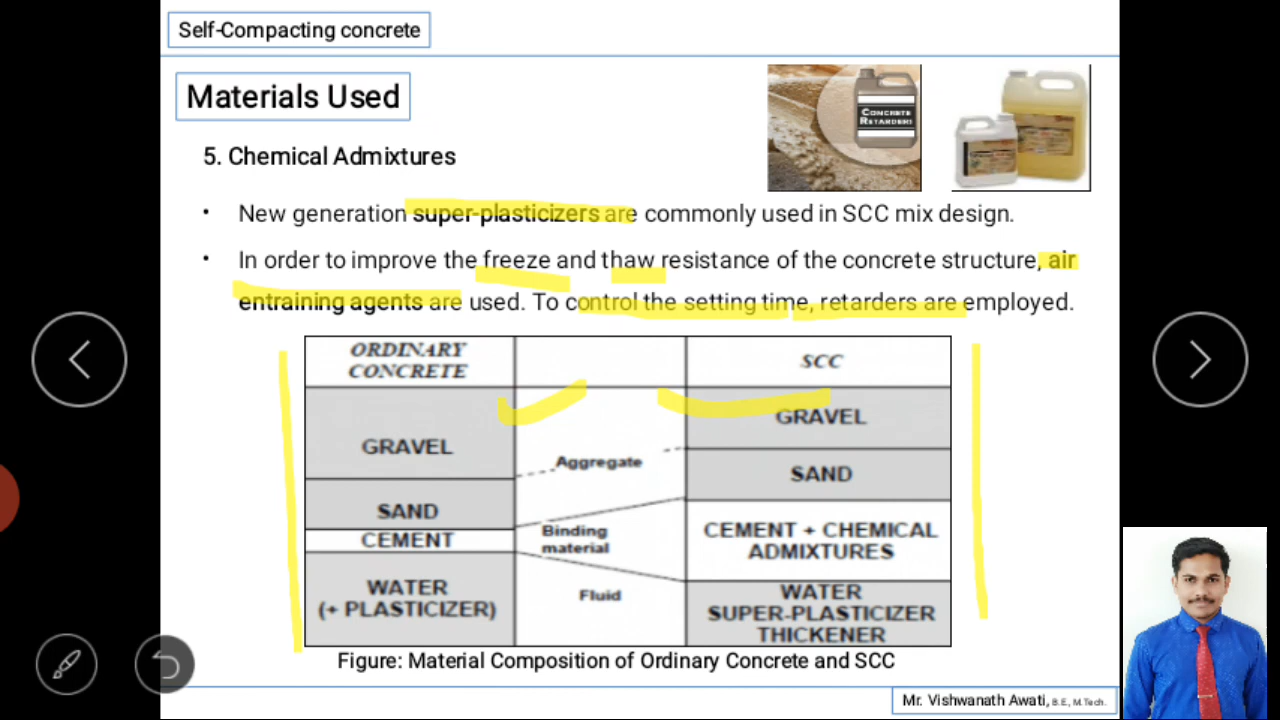 Self-Compacting concrete
Materials Used
CONCRETE
RETARDER!
5. Chemical Admixtures
• New generation super-plasticizers are commonly used in SCC mix design.
• In order to improve the freeze and thaw resistance of the concrete structure, air
entraining agents are used. To control the setting time, retarders are employed.
ORDINARY
CONCRETE
SCC
GRAVEL
GRAVEL
Aggregate
SAND
SAND
CEMENT
Binding
material
CEMENT + CHEMICAL
ADMIXTURES
WATER
(+ PLASTICIZER)
Fluid
WATER
SUPER-PLASTICIZER
THICKENER
Figure: Material Composition of Ordinary Concrete and SCC
Mr. Vishwanath Awati, B.E, M.Tech.